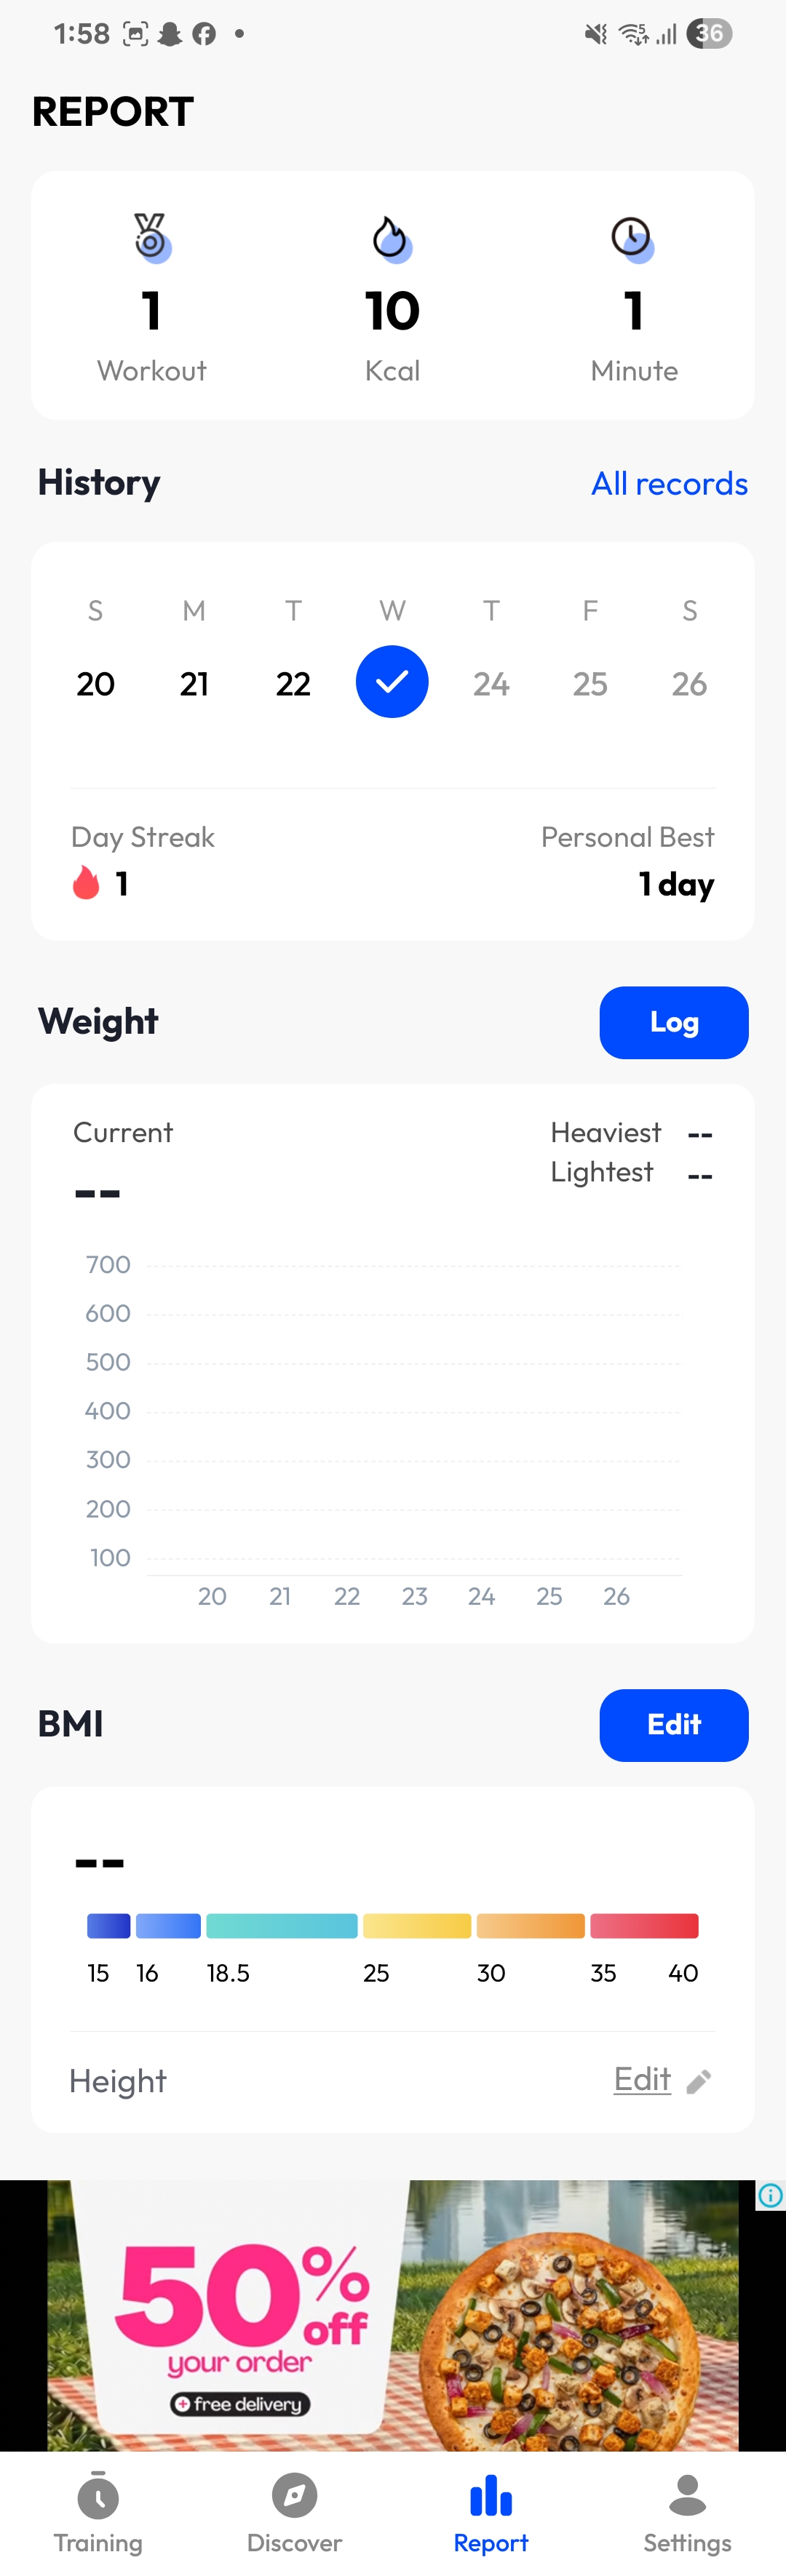 1:58
36
REPORT
1 10 1
Workout Kcal Minute
History All records
S M T W T F S
20 21 22 24 25 26
Day Streak Personal Best
1 1 day
Weight Log
Current Heaviest --
-- Lightest --
700
600
500
400
300
200
100
20 21 22 23 24 25 26
BMI Edit
--
15 16 18.5 25 30 35 40
Height Edit
50% off
your order
+ free delivery
Training Discover Report Settings